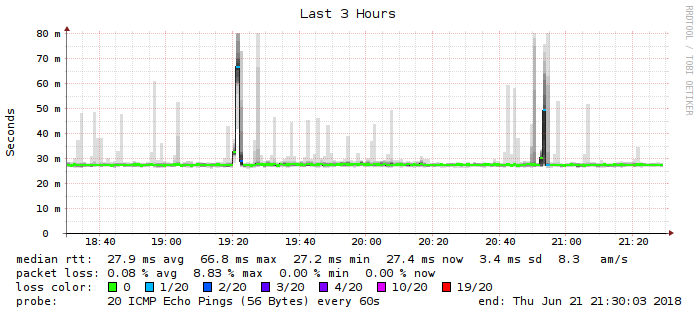 Last 3 Hours
RRDTOOL / TOBI OETIKER
Seconds
80 m
70 m
60 m
50 m
40 m
30 m
20 m
10 m
0
18:40 19:00 19:20 19:40 20:00 20:20 20:40 21:00 21:20
median rtt: 27.9 ms avg 66.8 ms max 27.2 ms min 27.4 ms now 3.4 ms sd 8.3 am/s
packet loss: 0.08 % avg 8.83 % max 0.00 % min 0.00 % now
loss color: 0 1/20 2/20 3/20 4/20 10/20 19/20
probe: 20 ICMP Echo Pings (56 Bytes) every 60s end: Thu Jun 21 21:30:03 2018